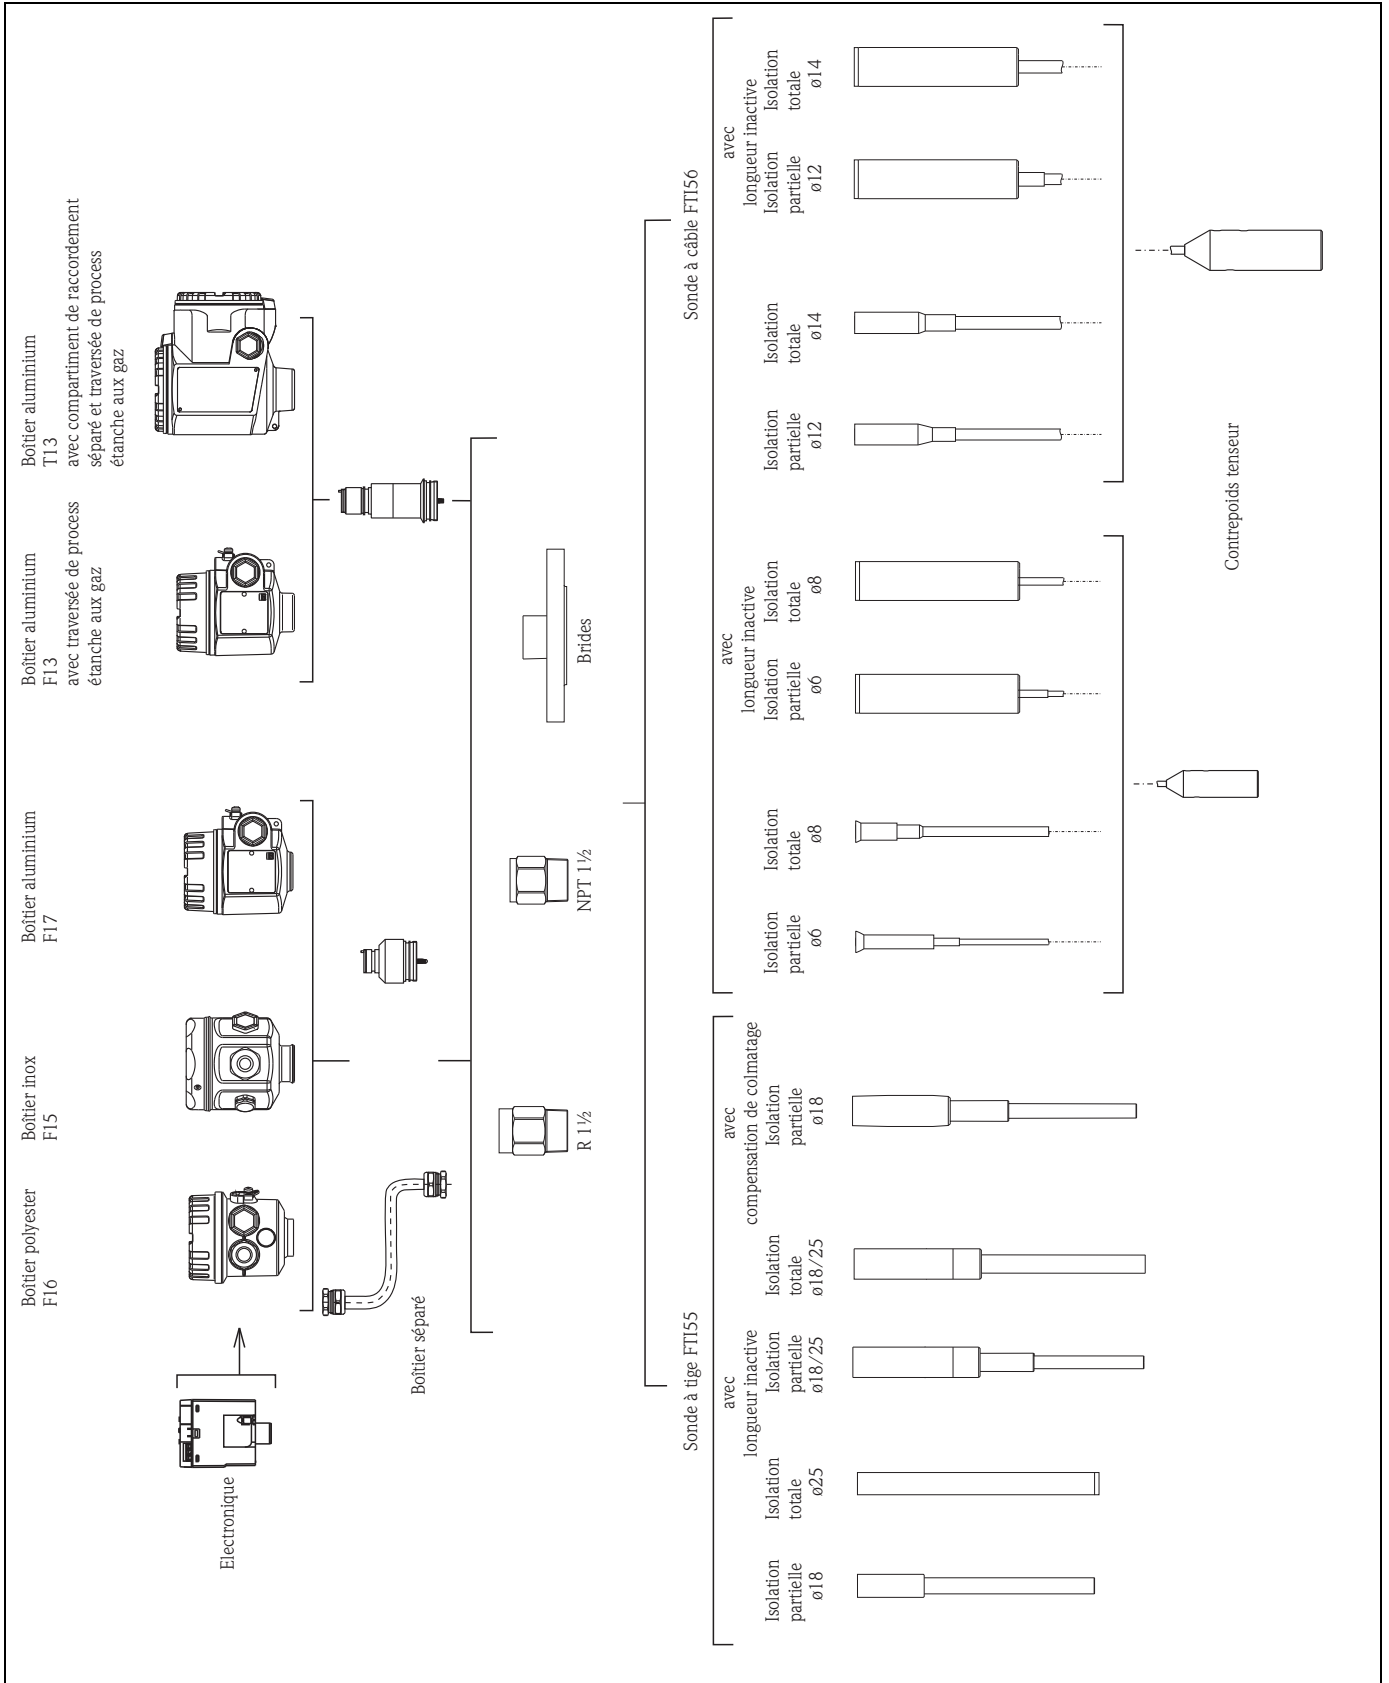 Boîtier polyester
F16
Boîtier inox
F15
Boîtier aluminium
F17
Boîtier aluminium
F13
avec traversée de process
étanche aux gaz
Boîtier aluminium
T13
avec compartiment de raccordement
séparé et traversée de process
étanche aux gaz
Electronique
Boîtier séparé
R 1½
NPT 1½
Brides
Sonde à tige FTI55
Sonde à câble FTI56
Isolation
partielle
ø18
Isolation
totale
ø25
avec
longueur inactive
Isolation
partielle
ø18/25
Isolation
totale
ø18/25
avec
compensation de colmatage
Isolation
partielle
ø18
Isolation
partielle
ø6
Isolation
totale
ø8
avec
longueur inactive
Isolation
partielle
ø6
Isolation
totale
ø8
Isolation
partielle
ø12
Isolation
totale
ø14
avec
longueur inactive
Isolation
partielle
ø12
Isolation
totale
ø14
Contrepoids tenseur